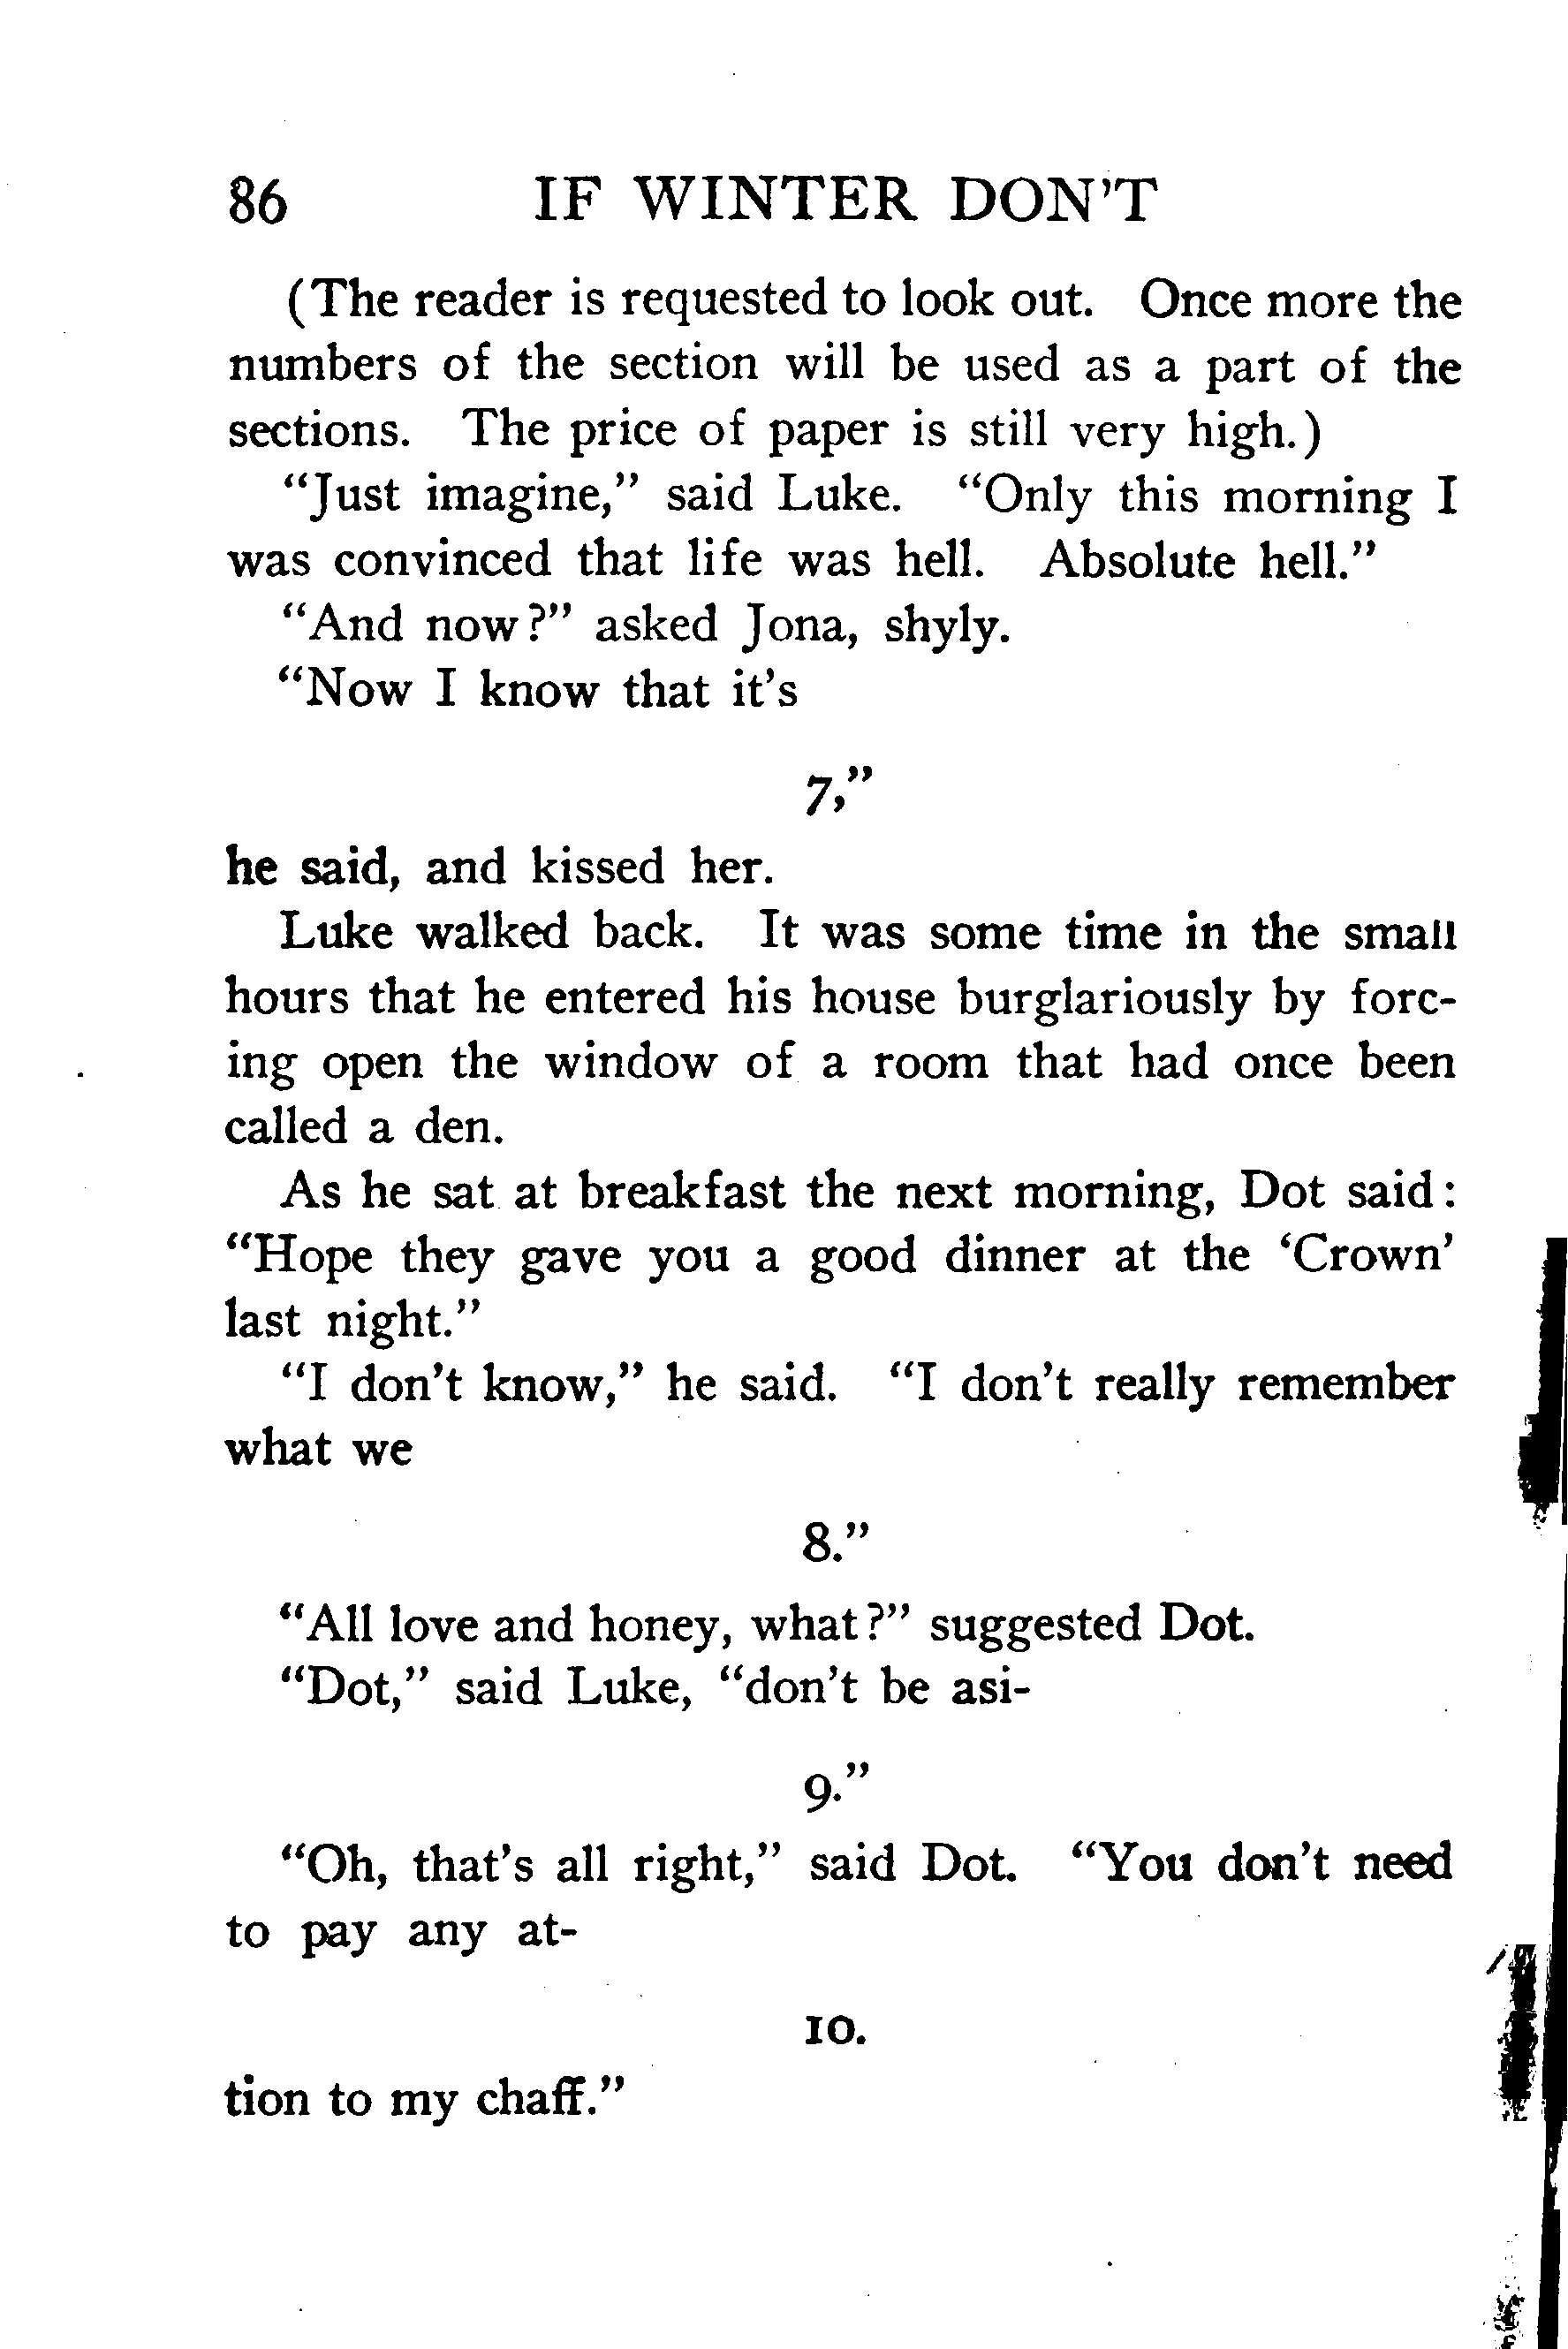 86 IF WINTER DON'T
(The reader is requested to look out. Once more the
numbers of the section will be used as a part of the
sections. The price of paper is still very high.)
"Just imagine," said Luke. "Only this morning I
was convinced that life was hell. Absolute hell."
"And now?" asked Jona, shyly.
"Now I know that it's
7,"
he said, and kissed her.
Luke walked back. It was some time in the small
hours that he entered his house burglariously by forc-
ing open the window of a room that had once been
called a den.
As he sat at breakfast the next morning, Dot said:
"Hope they gave you a good dinner at the 'Crown'
last night."
"I don't know," he said. "I don't really remember
what we
8."
"All love and honey, what?" suggested Dot.
"Dot," said Luke, "don't be asi-
9."
"Oh, that's all right," said Dot. "You don't need
to pay any at-
10.
tion to my chaff."